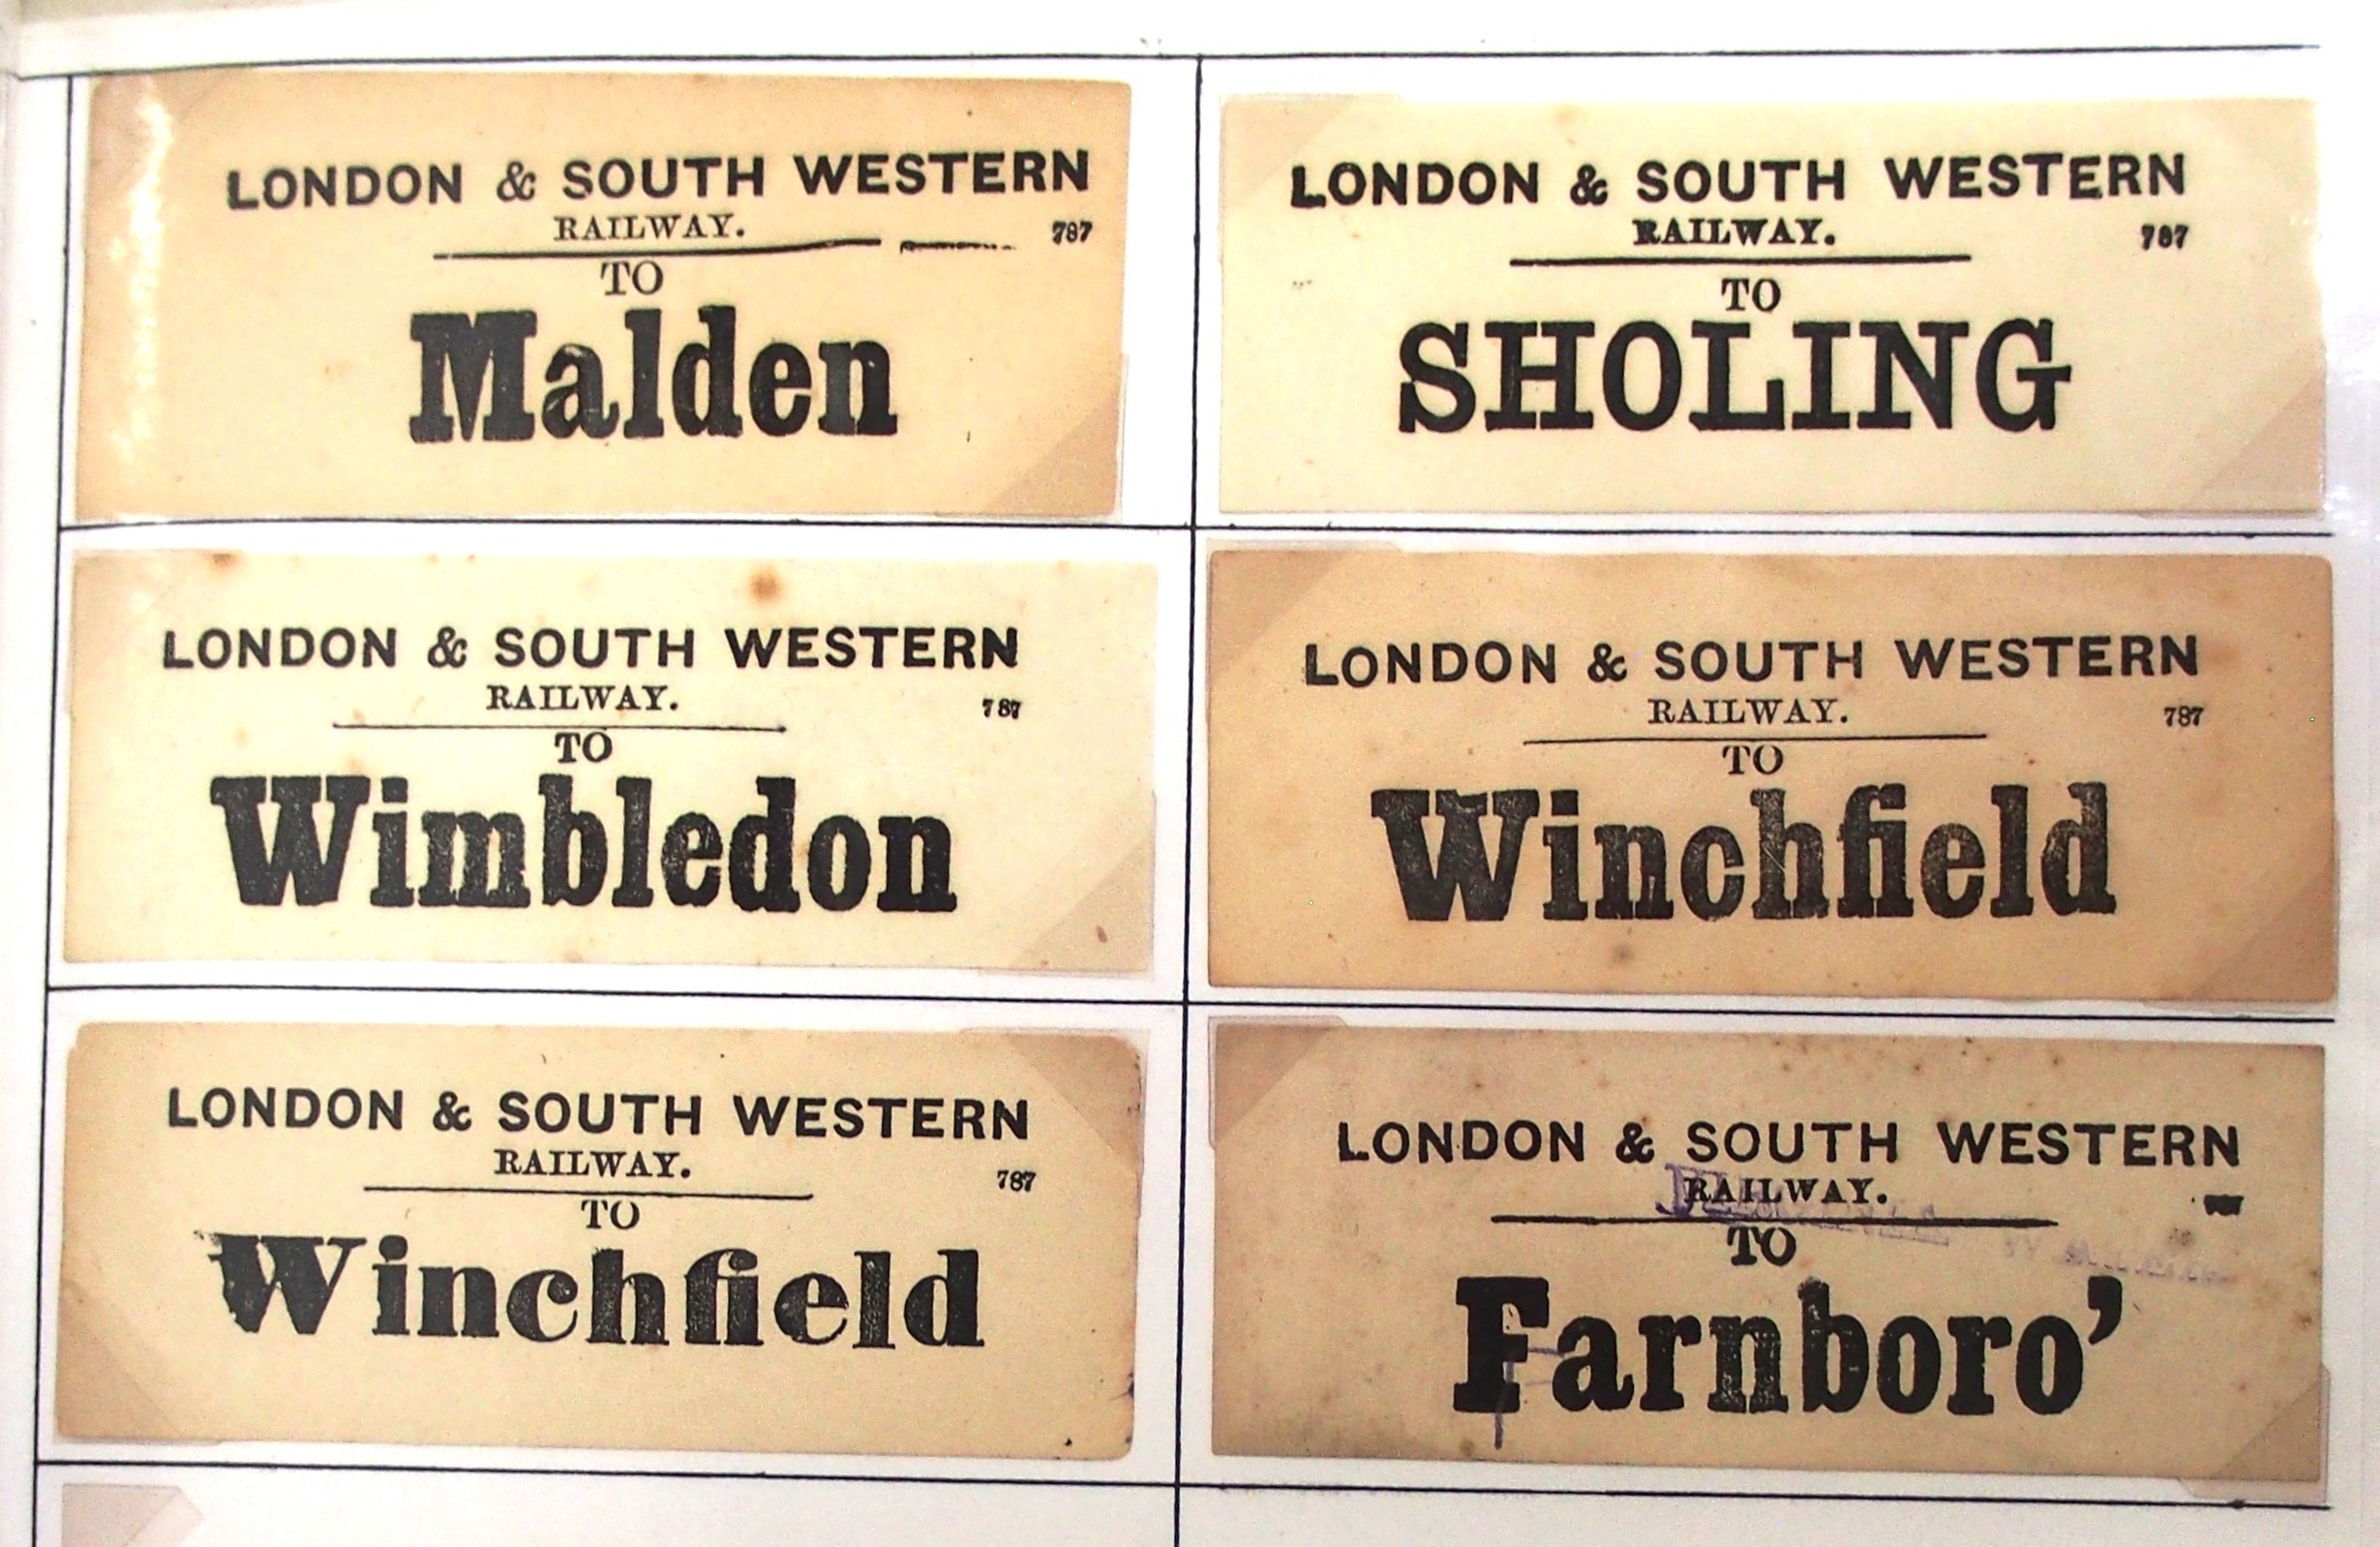 LONDON & SOUTH WESTERN
RAILWAY. 787
TO
Malden
LONDON & SOUTH WESTERN
RAILWAY. 787
TO
SHOLING
LONDON & SOUTH WESTERN
RAILWAY. 787
TO
Wimbledon
LONDON & SOUTH WESTERN
RAILWAY. 787
TO
Winchfield
LONDON & SOUTH WESTERN
RAILWAY. 787
TO
Winchfield
LONDON & SOUTH WESTERN
RAILWAY.
TO
Farnboro’